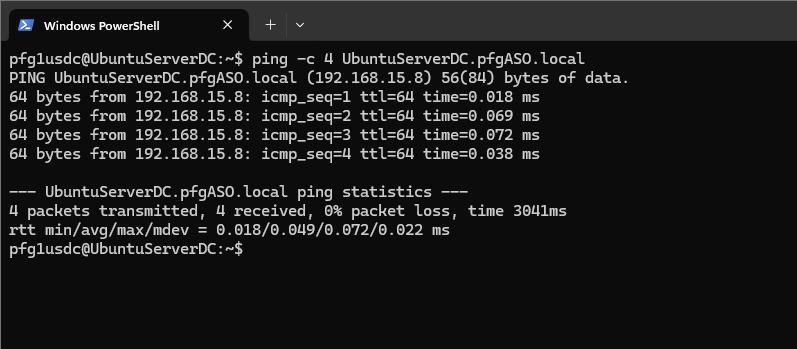 Windows PowerShell
pfg1usdc@UbuntuServerDC:~$ ping -c 4 UbuntuServerDC.pfgASO.local
PING UbuntuServerDC.pfgASO.local (192.168.15.8) 56(84) bytes of data.
64 bytes from 192.168.15.8: icmp_seq=1 ttl=64 time=0.018 ms
64 bytes from 192.168.15.8: icmp_seq=2 ttl=64 time=0.069 ms
64 bytes from 192.168.15.8: icmp_seq=3 ttl=64 time=0.072 ms
64 bytes from 192.168.15.8: icmp_seq=4 ttl=64 time=0.038 ms
--- UbuntuServerDC.pfgASO.local ping statistics ---
4 packets transmitted, 4 received, 0% packet loss, time 3041ms
rtt min/avg/max/mdev = 0.018/0.049/0.072/0.022 ms
pfg1usdc@UbuntuServerDC:~$